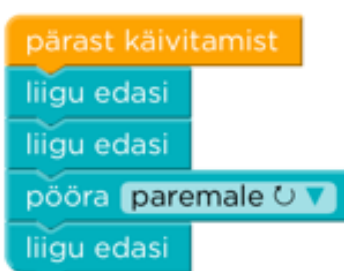 pärast käivitamist
liigu edasi
liigu edasi
pööra paremale ↻ ▼
liigu edasi